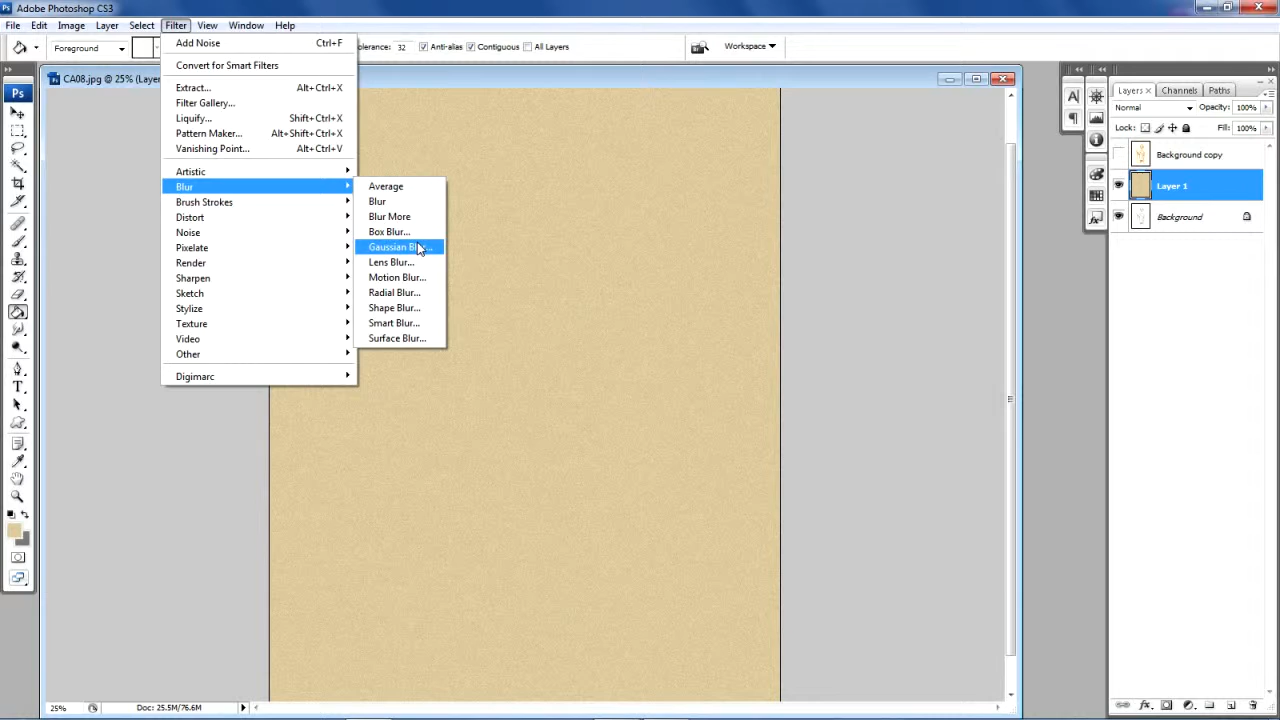 Adobe Photoshop CS3
File Edit Image Layer Select Filter View Window Help
Foreground
Tolerance: 32 Anti-alias Contiguous All Layers
Workspace
Add Noise Ctrl+F
Convert for Smart Filters
Extract... Alt+Ctrl+X
Filter Gallery...
Liquify... Shift+Ctrl+X
Pattern Maker... Alt+Shift+Ctrl+X
Vanishing Point... Alt+Ctrl+V
Artistic
Blur
Brush Strokes
Distort
Noise
Pixelate
Render
Sharpen
Sketch
Stylize
Texture
Video
Other
Digimarc
Average
Blur
Blur More
Box Blur...
Gaussian Blur...
Lens Blur...
Motion Blur...
Radial Blur...
Shape Blur...
Smart Blur...
Surface Blur...
CA08.jpg @ 25% (Layer
Ps
T
A
Layers Channels Paths
Normal Opacity: 100%
Lock: Fill: 100%
Background copy
Layer 1
Background
25% Doc: 25.5M/76.6M
fx